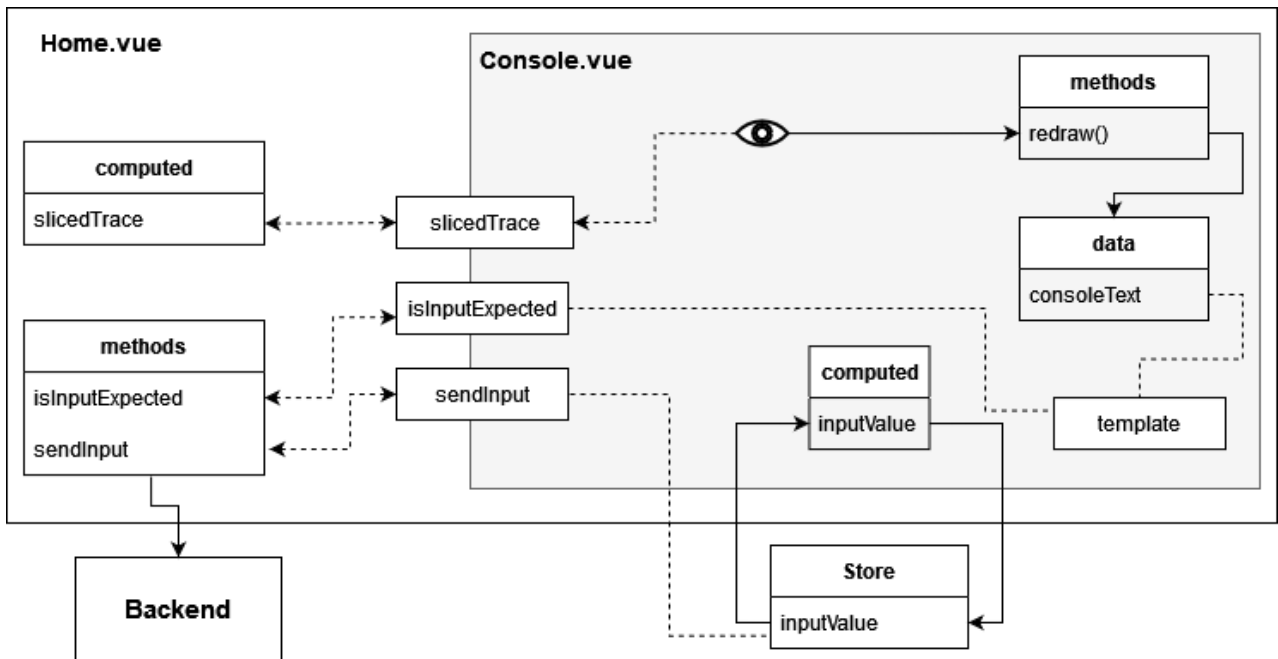 Home.vue
Console.vue
methods
redraw()
computed
slicedTrace
slicedTrace
data
consoleText
isInputExpected
methods
isInputExpected
sendInput
sendInput
computed
inputValue
template
Store
inputValue
Backend